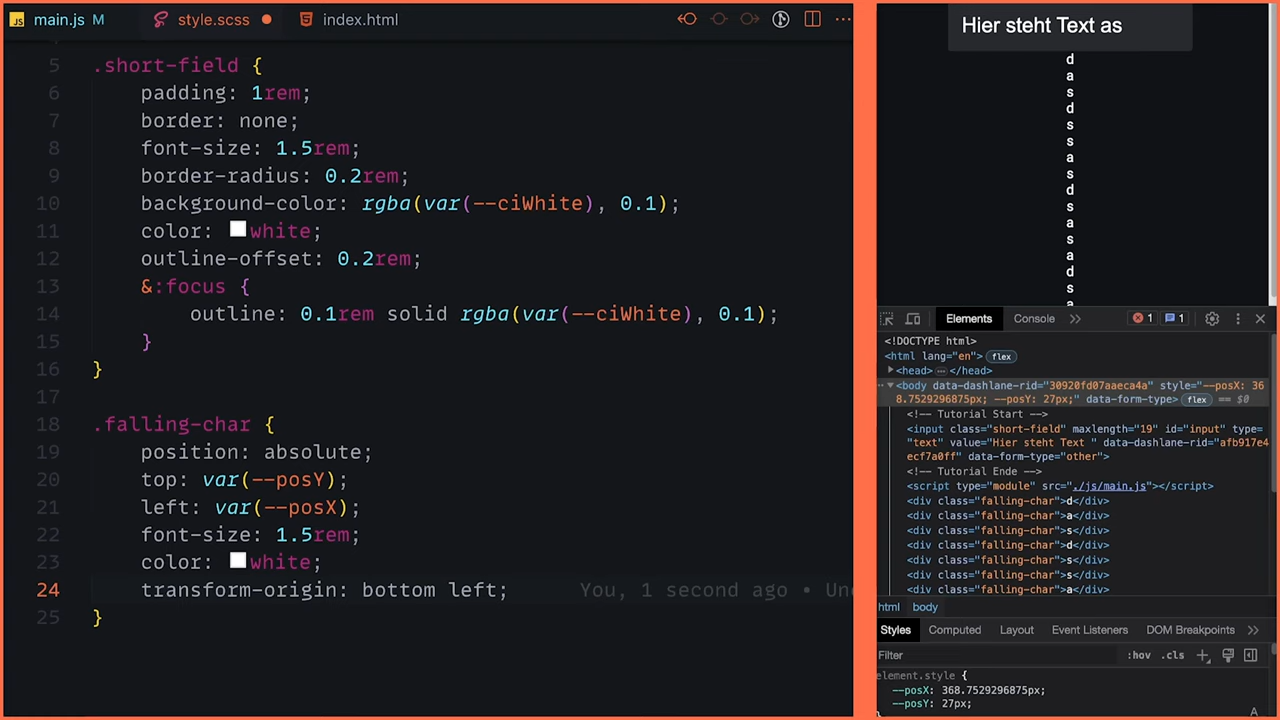 JS main.js M
style.scss
index.html
5 .short-field {
6 padding: 1rem;
7 border: none;
8 font-size: 1.5rem;
9 border-radius: 0.2rem;
10 background-color: rgba(var(--ciWhite), 0.1);
11 color: white;
12 outline-offset: 0.2rem;
13 &:focus {
14 outline: 0.1rem solid rgba(var(--ciWhite), 0.1);
15 }
16 }
17
18 .falling-char {
19 position: absolute;
20 top: var(--posY);
21 left: var(--posX);
22 font-size: 1.5rem;
23 color: white;
24 transform-origin: bottom left; You, 1 second ago • Un
25 }
Hier steht Text as
d
a
s
d
s
s
a
s
d
s
a
s
a
d
s
Elements Console 1 1
<!DOCTYPE html>
<html lang="en"> flex
<head> </head>
<body data-dashlane-rid="30920fd07aaeca4a" style="--posX: 36
8.7529296875px; --posY: 27px;" data-form-type> flex == $0
<!-- Tutorial Start -->
<input class="short-field" maxlength="19" id="input" type=
"text" value="Hier steht Text " data-dashlane-rid="afb917e4
ecf7a0ff" data-form-type="other">
<!-- Tutorial Ende -->
<script type="module" src="./js/main.js"></script>
<div class="falling-char">d</div>
<div class="falling-char">a</div>
<div class="falling-char">s</div>
<div class="falling-char">d</div>
<div class="falling-char">s</div>
<div class="falling-char">s</div>
<div class="falling-char">a</div>
html body
Styles Computed Layout Event Listeners DOM Breakpoints
Filter :hov .cls
element.style {
--posX: 368.7529296875px;
--posY: 27px;